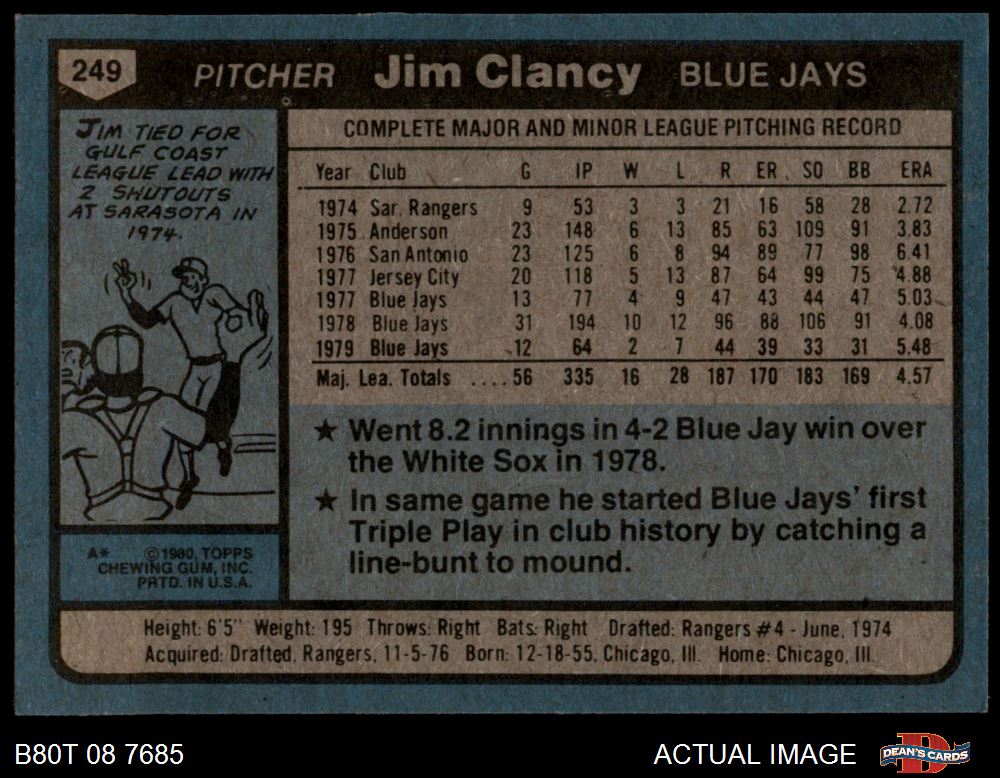 249 PITCHER Jim Clancy BLUE JAYS
JIM TIED FOR
GULF COAST
LEAGUE LEAD WITH
2 SHUTOUTS
AT SARASOTA IN
1974.
COMPLETE MAJOR AND MINOR LEAGUE PITCHING RECORD
Year Club G IP W L R ER SO BB ERA
1974 Sar. Rangers 9 53 3 3 21 16 58 28 2.72
1975 Anderson 23 148 6 13 85 63 109 91 3.83
1976 San Antonio 23 125 6 8 94 89 77 98 6.41
1977 Jersey City 20 118 5 13 87 64 99 75 4.88
1977 Blue Jays 13 77 4 9 47 43 44 47 5.03
1978 Blue Jays 31 194 10 12 96 88 106 91 4.08
1979 Blue Jays 12 64 2 7 44 39 33 31 5.48
Maj. Lea. Totals .... 56 335 16 28 187 170 183 169 4.57
★ Went 8.2 innings in 4-2 Blue Jay win over
the White Sox in 1978.
★ In same game he started Blue Jays' first
Triple Play in club history by catching a
line-bunt to mound.
A* © 1980, TOPPS
CHEWING GUM, INC.
PRTD. IN U.S.A.
Height: 6'5" Weight: 195 Throws: Right Bats: Right Drafted: Rangers #4 - June, 1974
Acquired: Drafted, Rangers, 11-5-76 Born: 12-18-55, Chicago, Ill. Home: Chicago, Ill.
B80T 08 7685 ACTUAL IMAGE DEAN'S CARDS